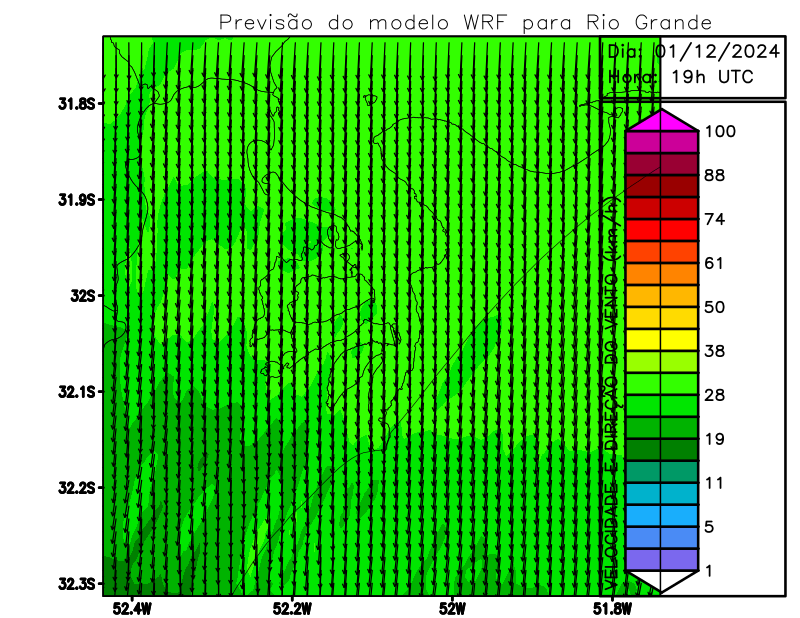 Previsão do modelo WRF para Rio Grande
Dia: 01/12/2024
Hora: 19h UTC
31.8S
31.9S
32S
32.1S
32.2S
32.3S
52.4W
52.2W
52W
51.8W
VELOCIDADE E DIREÇÃO DO VENTO (km/h)
100
88
74
61
50
38
28
19
11
5
1